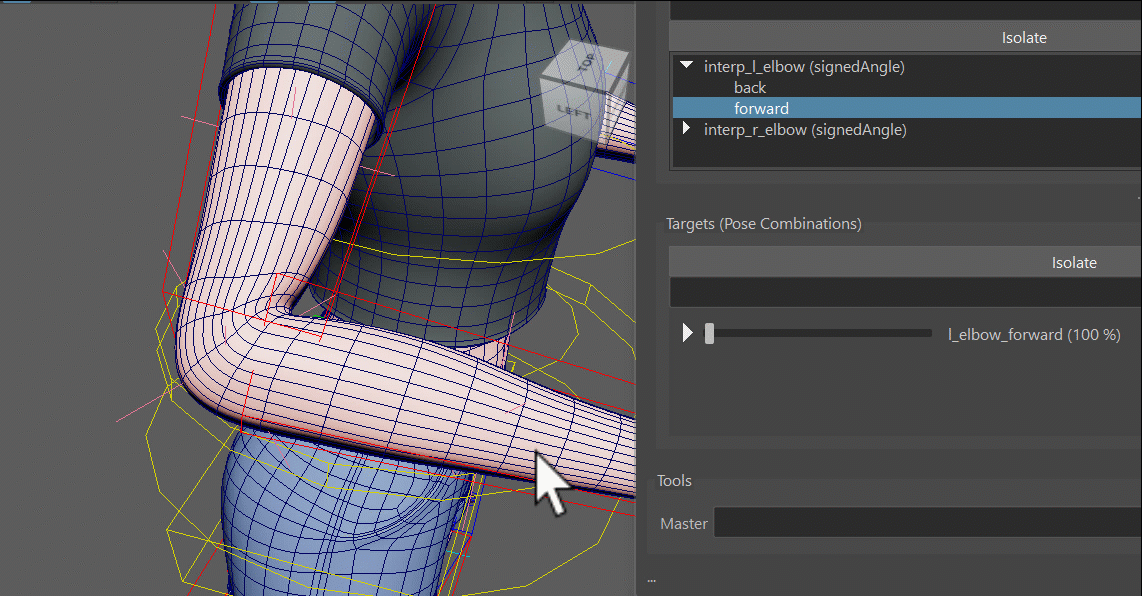 Isolate
interp_l_elbow (signedAngle)
back
forward
interp_r_elbow (signedAngle)
TOP
LEFT
Targets (Pose Combinations)
Isolate
l_elbow_forward (100 %)
Tools
Master
...